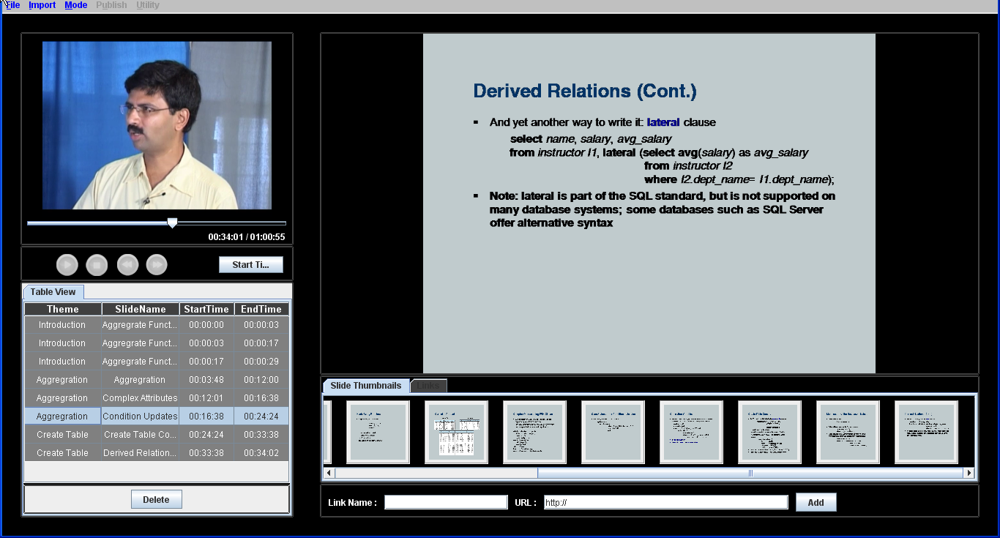 File Import Mode Publish Utility
Derived Relations (Cont.)
And yet another way to write it: lateral clause
select name, salary, avg_salary
from instructor I1, lateral (select avg(salary) as avg_salary
from instructor I2
where I2.dept_name= I1.dept_name);
Note: lateral is part of the SQL standard, but is not supported on
many database systems; some databases such as SQL Server
offer alternative syntax
00:34:01 / 01:00:55
Start Ti...
Table View
Theme SlideName StartTime EndTime
Introduction Aggregrate Funct... 00:00:00 00:00:03
Introduction Aggregrate Funct... 00:00:03 00:00:17
Introduction Aggregrate Funct... 00:00:17 00:00:29
Aggregration Aggregration 00:03:48 00:12:00
Aggregration Complex Attributes 00:12:01 00:16:38
Aggregration Condition Updates 00:16:38 00:24:24
Create Table Create Table Co... 00:24:24 00:33:38
Create Table Derived Relation... 00:33:38 00:34:02
Delete
Slide Thumbnails Links
Link Name : URL : http:// Add